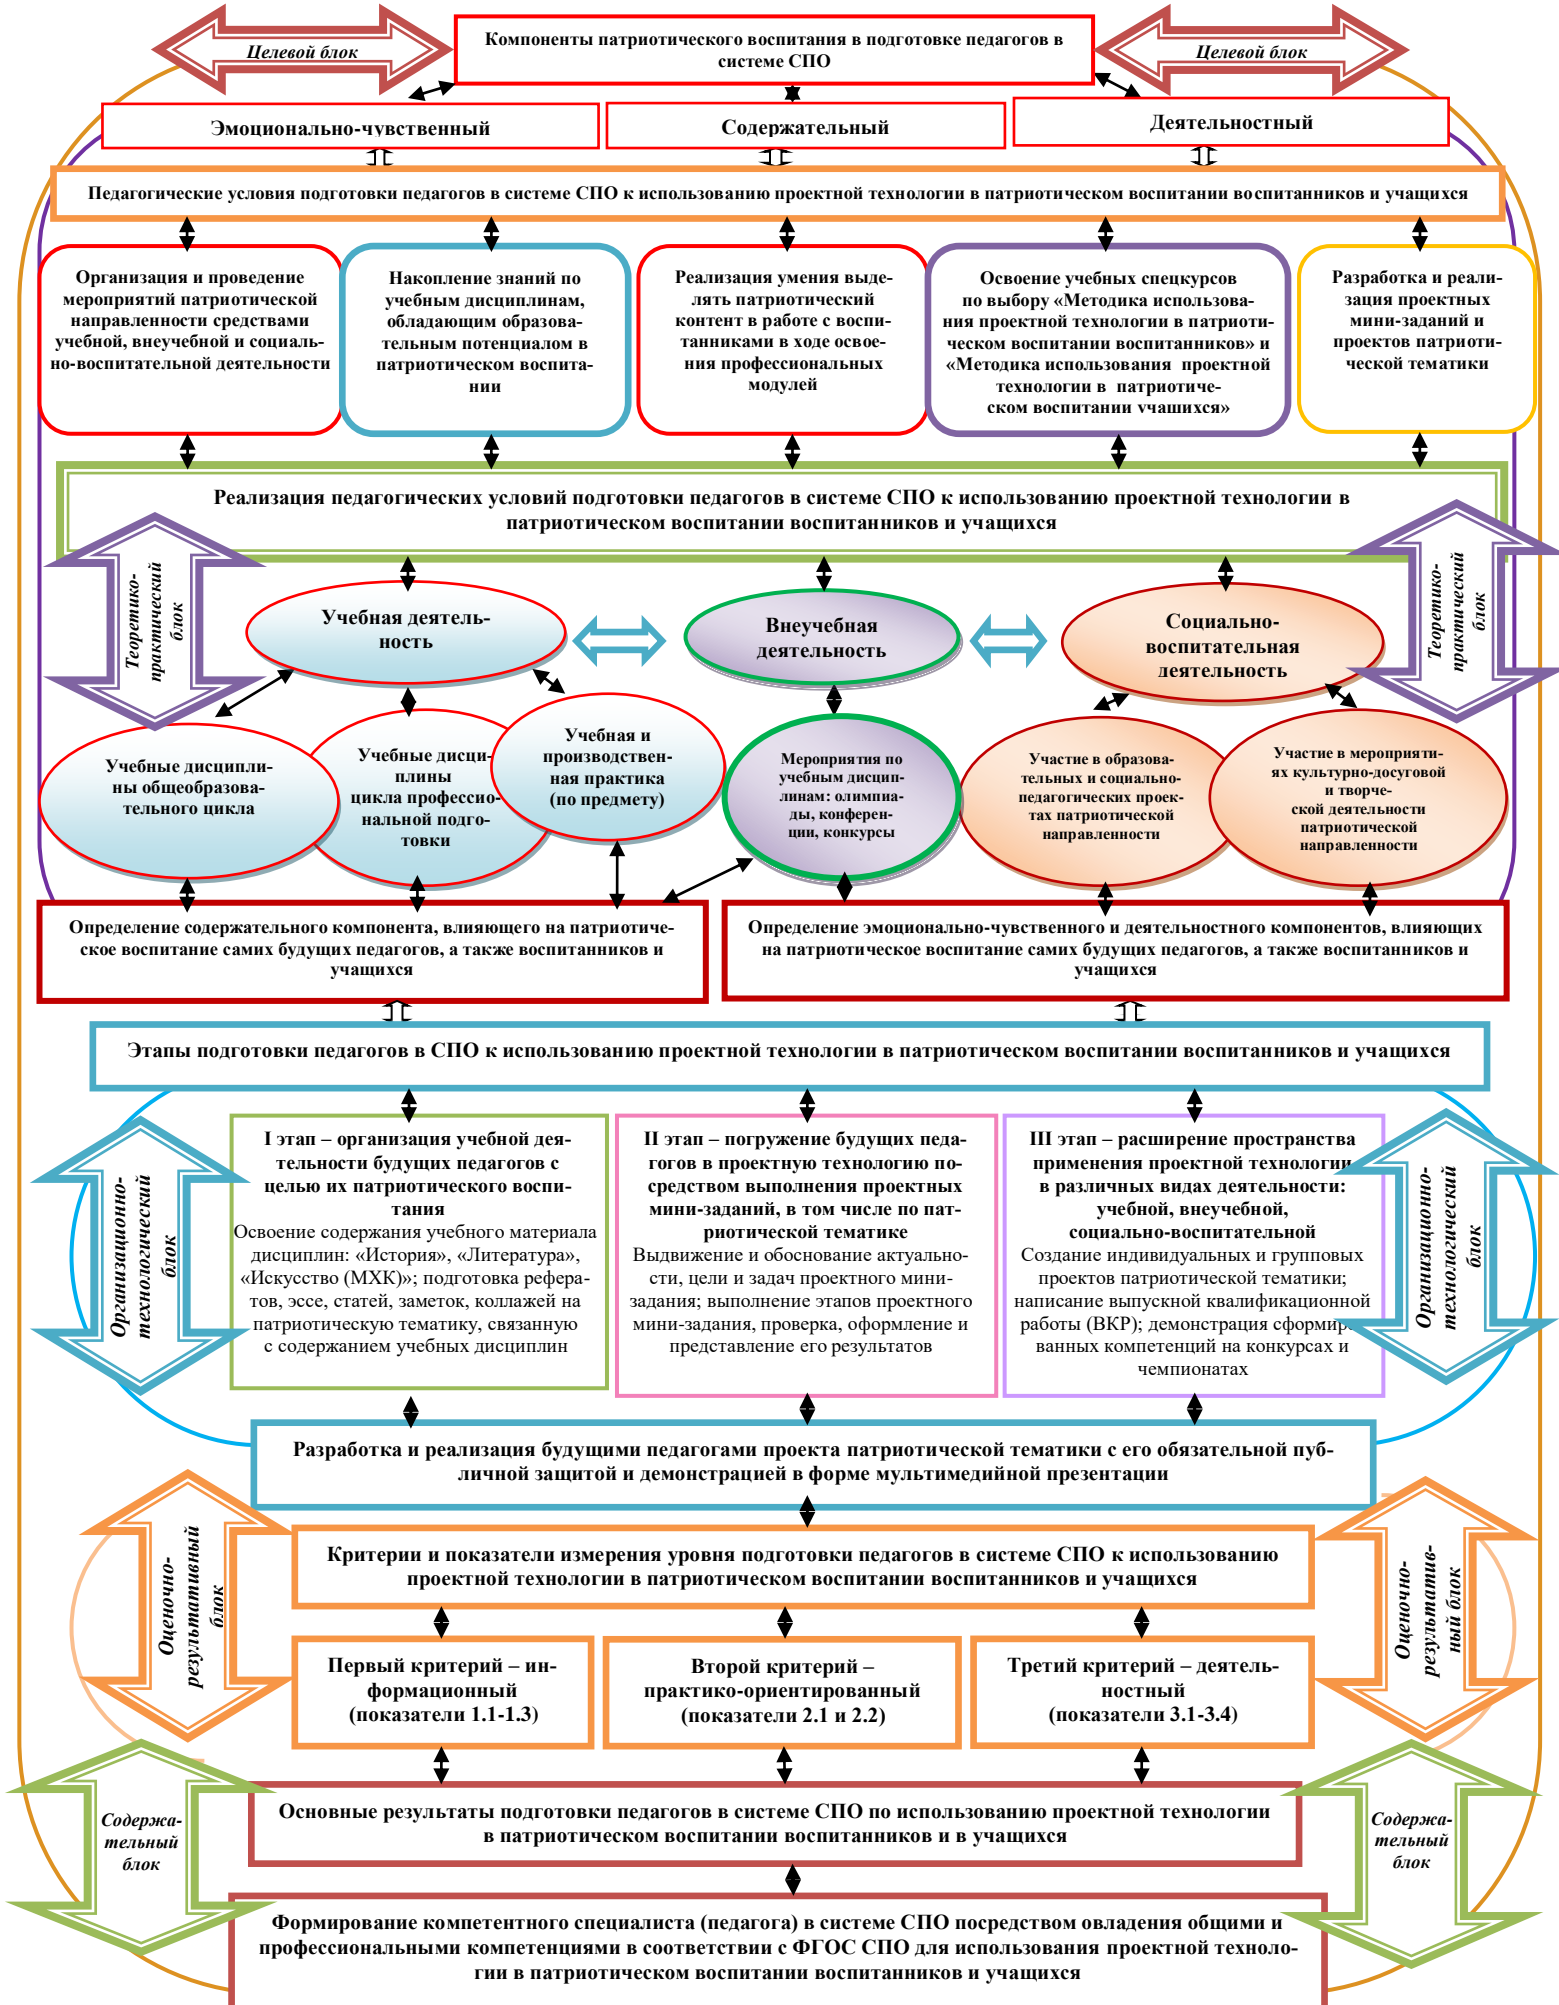 Целевой блок
Компоненты патриотического воспитания в подготовке педагогов в
системе СПО
Целевой блок
Эмоционально-чувственный
Содержательный
Деятельностный
Педагогические условия подготовки педагогов в системе СПО к использованию проектной технологии в патриотическом воспитании воспитанников и учащихся
Организация и проведение
мероприятий патриотической
направленности средствами
учебной, внеучебной и социаль-
но-воспитательной деятельности
Накопление знаний по
учебным дисциплинам,
обладающим образова-
тельным потенциалом в
патриотическом воспита-
нии
Реализация умения выде-
лять патриотический
контент в работе с воспи-
танниками в ходе освое-
ния профессиональных
модулей
Освоение учебных спецкурсов
по выбору «Методика использова-
ния проектной технологии в патриоти-
ческом воспитании воспитанников» и
«Методика использования проектной
технологии в патриотиче-
ском воспитании учащихся»
Разработка и реали-
зация проектных
мини-заданий и
проектов патриоти-
ческой тематики
Реализация педагогических условий подготовки педагогов в системе СПО к использованию проектной технологии в
патриотическом воспитании воспитанников и учащихся
Теоретико-
практический
блок
Теоретико-
практический
блок
Учебная деятель-
ность
Внеучебная
деятельность
Социально-
воспитательная
деятельность
Учебные дисципли-
ны общеобразова-
тельного цикла
Учебные дисци-
плины
цикла профессио-
нальной подго-
товки
Учебная и
производствен-
ная практика
(по предмету)
Мероприятия по
учебным дисцип-
линам: олимпиа-
ды, конферен-
ции, конкурсы
Участие в образова-
тельных и социально-
педагогических проек-
тах патриотической
направленности
Участие в мероприяти-
ях культурно-досуговой
и творче-
ской деятельности
патриотической
направленности
Определение содержательного компонента, влияющего на патриотиче-
ское воспитание самих будущих педагогов, а также воспитанников и
учащихся
Определение эмоционально-чувственного и деятельностного компонентов, влияющих
на патриотическое воспитание самих будущих педагогов, а также воспитанников и
учащихся
Этапы подготовки педагогов в СПО к использованию проектной технологии в патриотическом воспитании воспитанников и учащихся
Организационно-
технологический
блок
I этап – организация учебной дея-
тельности будущих педагогов с
целью их патриотического воспи-
тания
Освоение содержания учебного материала
дисциплин: «История», «Литература»,
«Искусство (МХК)»; подготовка рефера-
тов, эссе, статей, заметок, коллажей на
патриотическую тематику, связанную
с содержанием учебных дисциплин
II этап – погружение будущих педа-
гогов в проектную технологию по-
средством выполнения проектных
мини-заданий, в том числе по пат-
риотической тематике
Выдвижение и обоснование актуально-
сти, цели и задач проектного мини-
задания; выполнение этапов проектного
мини-задания, проверка, оформление и
представление его результатов
III этап – расширение пространства
применения проектной технологии
в различных видах деятельности:
учебной, внеучебной,
социально-воспитательной
Создание индивидуальных и групповых
проектов патриотической тематики;
написание выпускной квалификационной
работы (ВКР); демонстрация сформиро-
ванных компетенций на конкурсах и
чемпионатах
Организационно-
технологический
блок
Разработка и реализация будущими педагогами проекта патриотической тематики с его обязательной пуб-
личной защитой и демонстрацией в форме мультимедийной презентации
Оценочно-
результативный
блок
Критерии и показатели измерения уровня подготовки педагогов в системе СПО к использованию
проектной технологии в патриотическом воспитании воспитанников и учащихся
Оценочно-
результатив-
ный блок
Первый критерий – ин-
формационный
(показатели 1.1-1.3)
Второй критерий –
практико-ориентированный
(показатели 2.1 и 2.2)
Третий критерий – деятель-
ностный
(показатели 3.1-3.4)
Содержа-
тельный
блок
Основные результаты подготовки педагогов в системе СПО по использованию проектной технологии
в патриотическом воспитании воспитанников и в учащихся
Содержа-
тельный
блок
Формирование компетентного специалиста (педагога) в системе СПО посредством овладения общими и
профессиональными компетенциями в соответствии с ФГОС СПО для использования проектной техноло-
гии в патриотическом воспитании воспитанников и учащихся